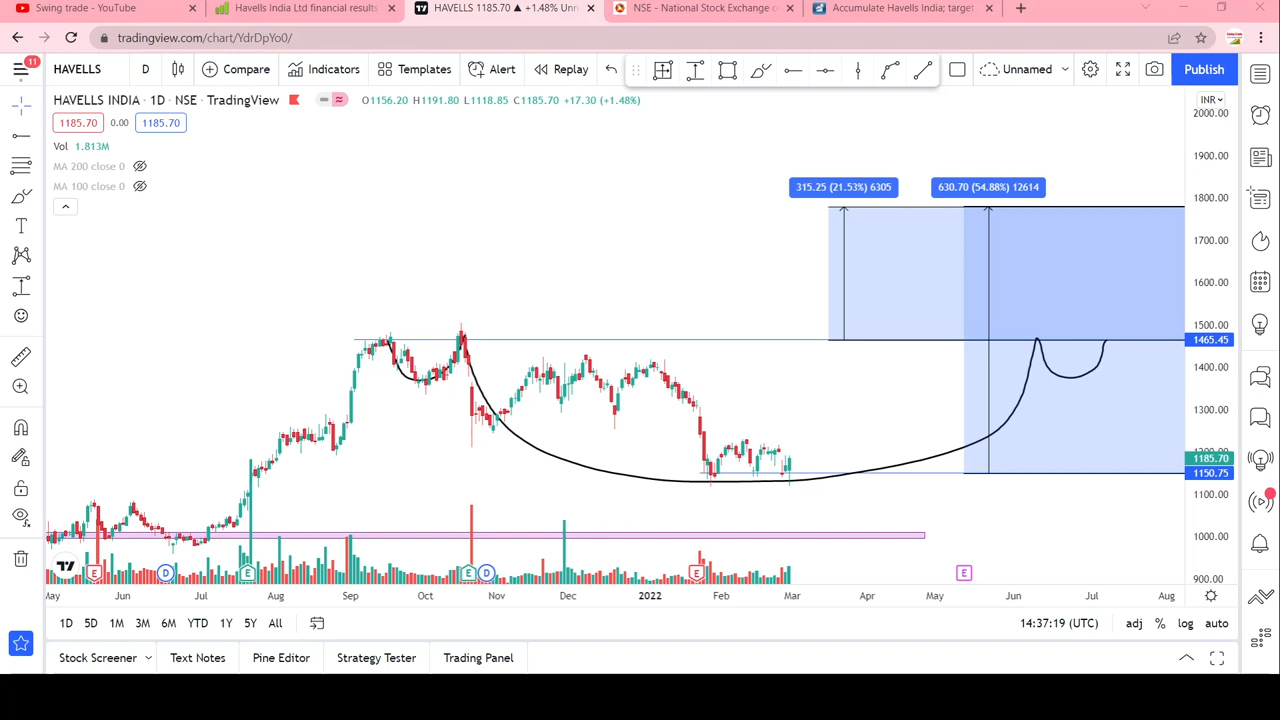 Swing trade - YouTube
Havells India Ltd financial results
HAVELLS 1185.70 ▲ +1.48% Unn
NSE - National Stock Exchange c
Accumulate Havells India; target
tradingview.com/chart/YdrDpYo0/
11
HAVELLS D Compare Indicators Templates Alert Replay Unnamed Publish
HAVELLS INDIA · 1D · NSE · TradingView O1156.20 H1191.80 L1118.85 C1185.70 +17.30 (+1.48%)
INR
1185.70 0.00 1185.70
Vol 1.813M
MA 200 close 0
MA 100 close 0
315.25 (21.53%) 6305
630.70 (54.88%) 12614
2000.00
1900.00
1800.00
1700.00
1600.00
1500.00
1465.45
1400.00
1300.00
1200.00
1185.70
1150.75
1100.00
1000.00
900.00
E D E E D E E
May Jun Jul Aug Sep Oct Nov Dec 2022 Feb Mar Apr May Jun Jul Aug
1D 5D 1M 3M 6M YTD 1Y 5Y All 14:37:19 (UTC) adj % log auto
Stock Screener Text Notes Pine Editor Strategy Tester Trading Panel